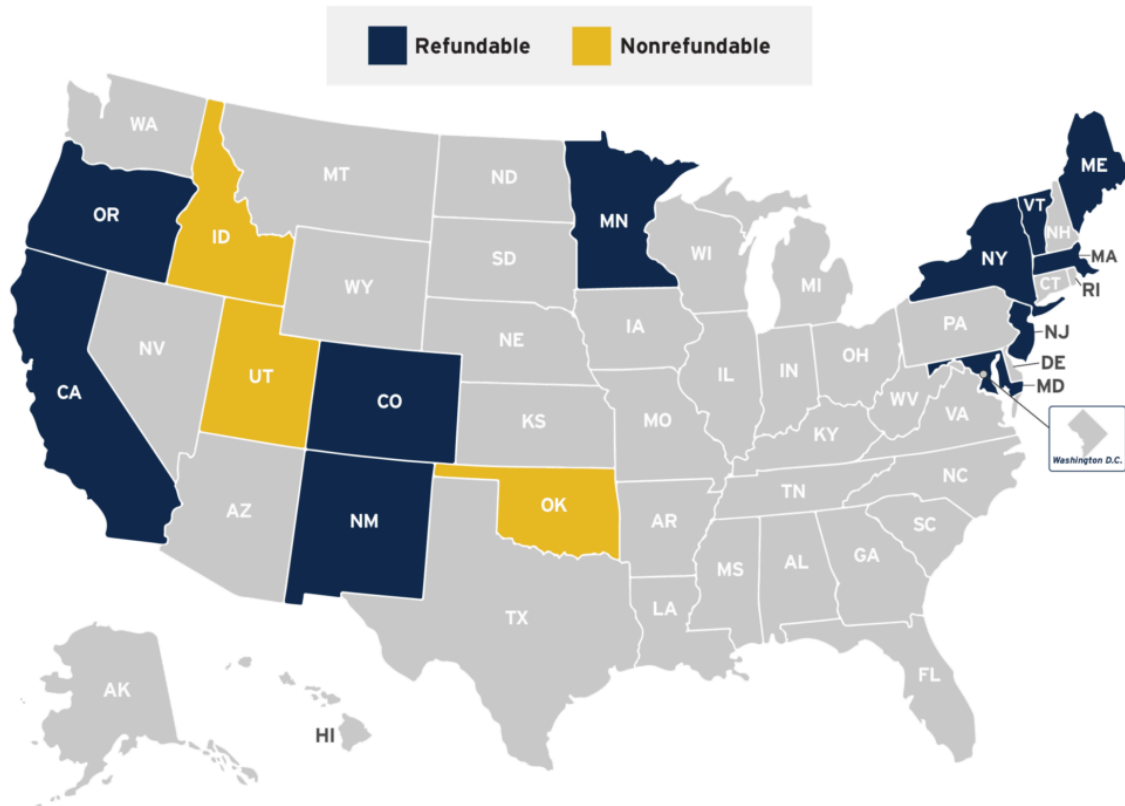 Refundable
Nonrefundable
WA
MT
ND
MN
ME
VT
NH
OR
ID
SD
WI
NY
MA
WY
MI
CT
RI
IA
PA
NJ
NV
NE
OH
DE
UT
IL
IN
MD
CA
CO
WV
VA
KS
MO
KY
Washington D.C.
NC
TN
AZ
NM
OK
AR
SC
MS
AL
GA
LA
TX
FL
AK
HI